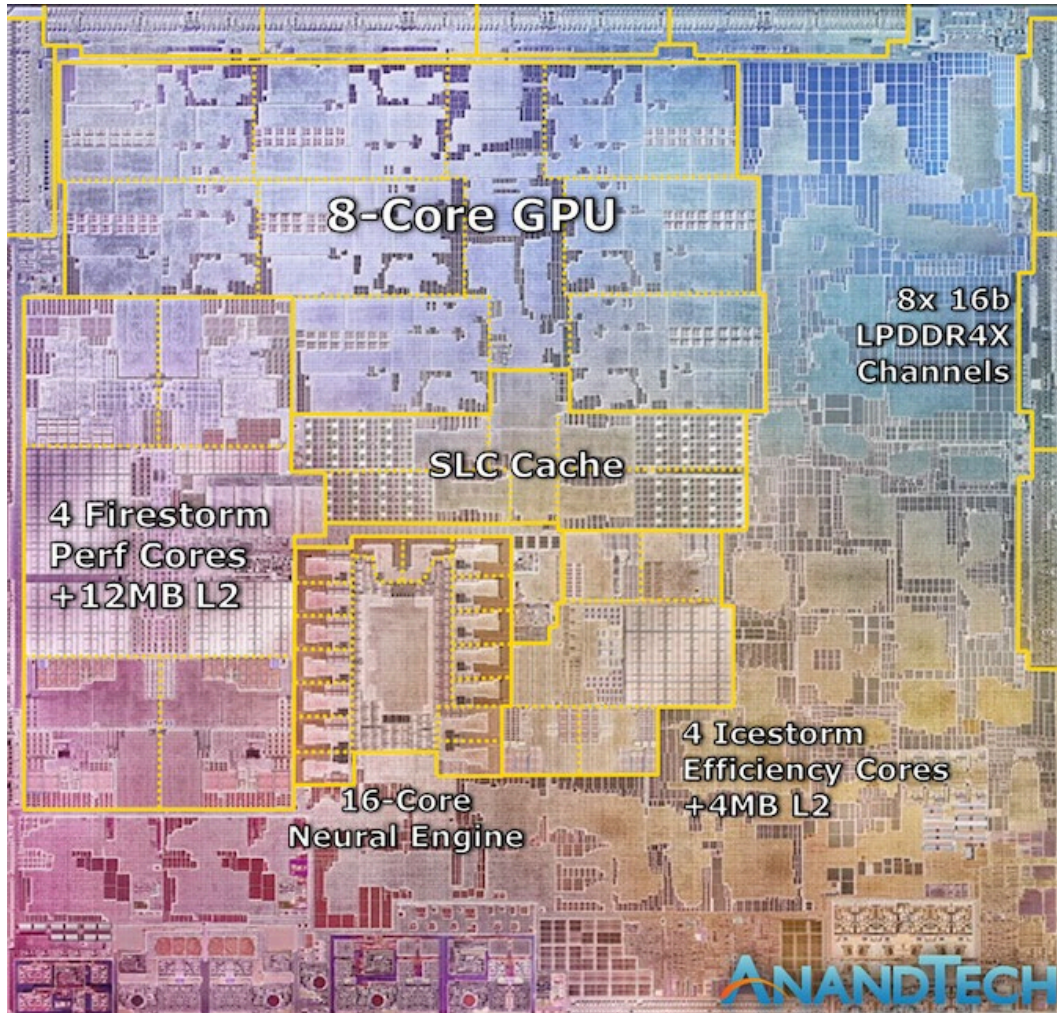 8-Core GPU
8x 16b
LPDDR4X
Channels
SLC Cache
4 Firestorm
Perf Cores
+12MB L2
4 Icestorm
Efficiency Cores
+4MB L2
16-Core
Neural Engine
ANANDTECH